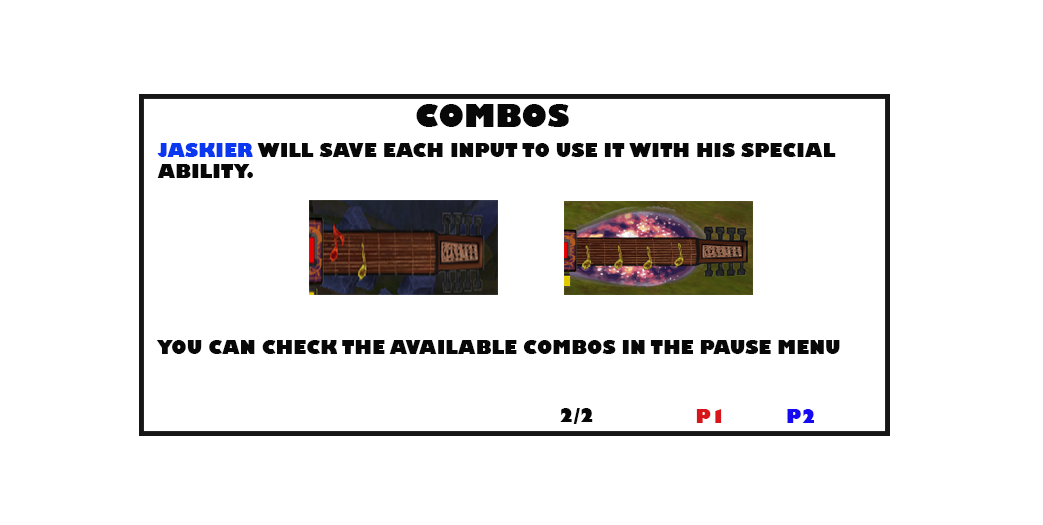 COMBOS
JASKIER WILL SAVE EACH INPUT TO USE IT WITH HIS SPECIAL
ABILITY.
YOU CAN CHECK THE AVAILABLE COMBOS IN THE PAUSE MENU
2/2 P1 P2